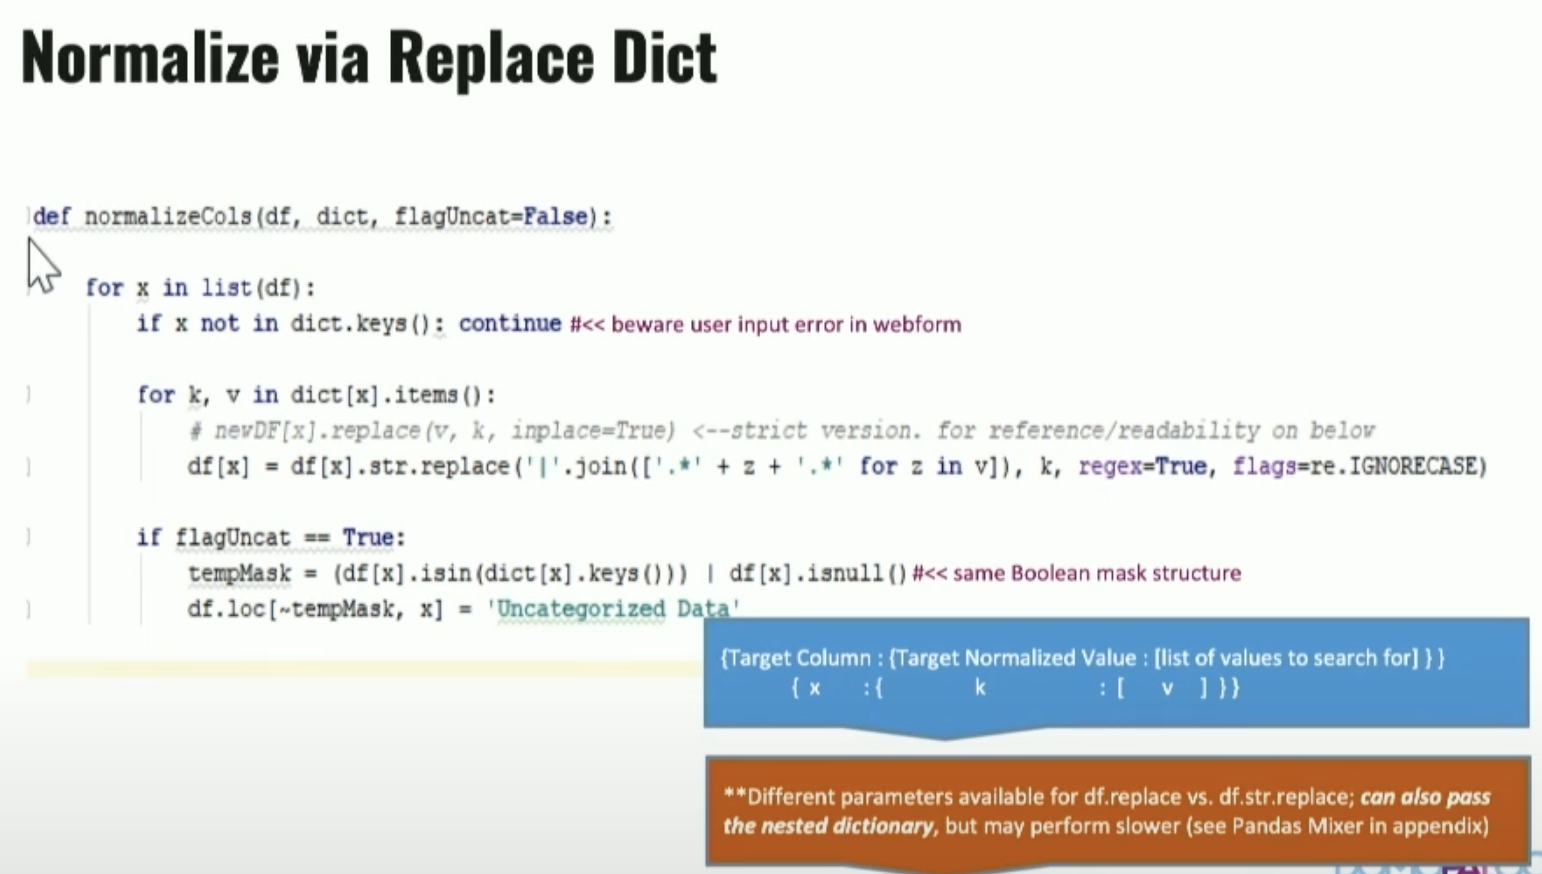 Normalize via Replace Dict
def normalizeCols(df, dict, flagUncat=False):
for x in list(df):
if x not in dict.keys(): continue #<< beware user input error in webform
for k, v in dict[x].items():
# newDF[x].replace(v, k, inplace=True) <--strict version. for reference/readability on below
df[x] = df[x].str.replace('|'.join(['.*' + z + '.*' for z in v]), k, regex=True, flags=re.IGNORECASE)
if flagUncat == True:
tempMask = (df[x].isin(dict[x].keys())) | df[x].isnull() #<< same Boolean mask structure
df.loc[~tempMask, x] = 'Uncategorized Data'
{Target Column : {Target Normalized Value : [list of values to search for] } }
{ x : { k : [ v ] } }
**Different parameters available for df.replace vs. df.str.replace; can also pass
the nested dictionary, but may perform slower (see Pandas Mixer in appendix)